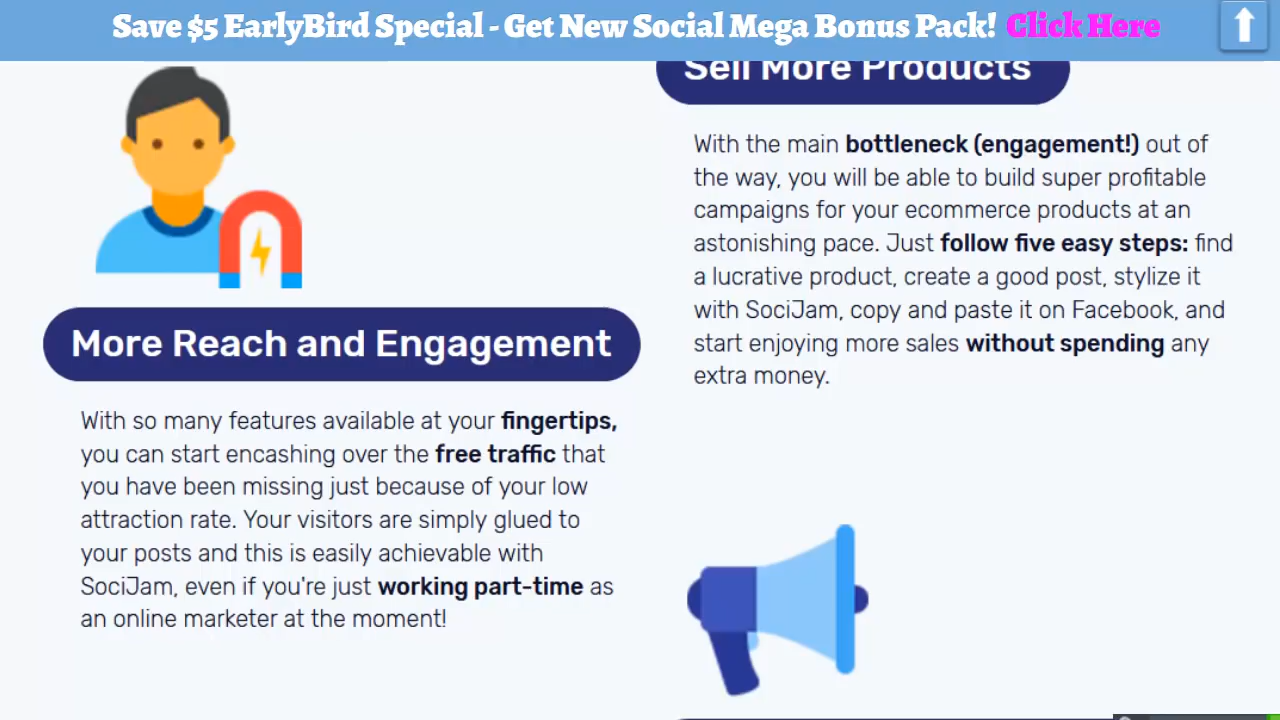 Save $5 EarlyBird Special - Get New Social Mega Bonus Pack! Click Here
Sell More Products
With the main bottleneck (engagement!) out of
the way, you will be able to build super profitable
campaigns for your ecommerce products at an
astonishing pace. Just follow five easy steps: find
a lucrative product, create a good post, stylize it
with SociJam, copy and paste it on Facebook, and
start enjoying more sales without spending any
extra money.
More Reach and Engagement
With so many features available at your fingertips,
you can start encashing over the free traffic that
you have been missing just because of your low
attraction rate. Your visitors are simply glued to
your posts and this is easily achievable with
SociJam, even if you're just working part-time as
an online marketer at the moment!